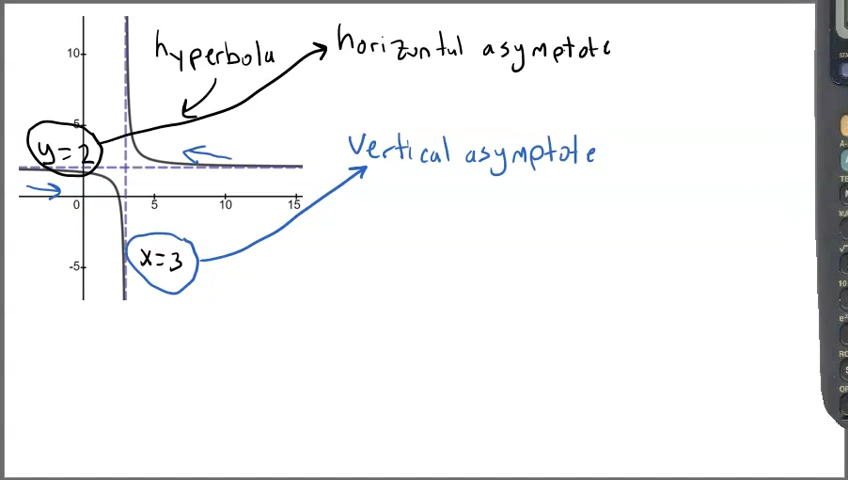 hyperbola
horizontal asymptote
10
5
y=2
vertical asymptote
0
5
10
15
x=3
-5